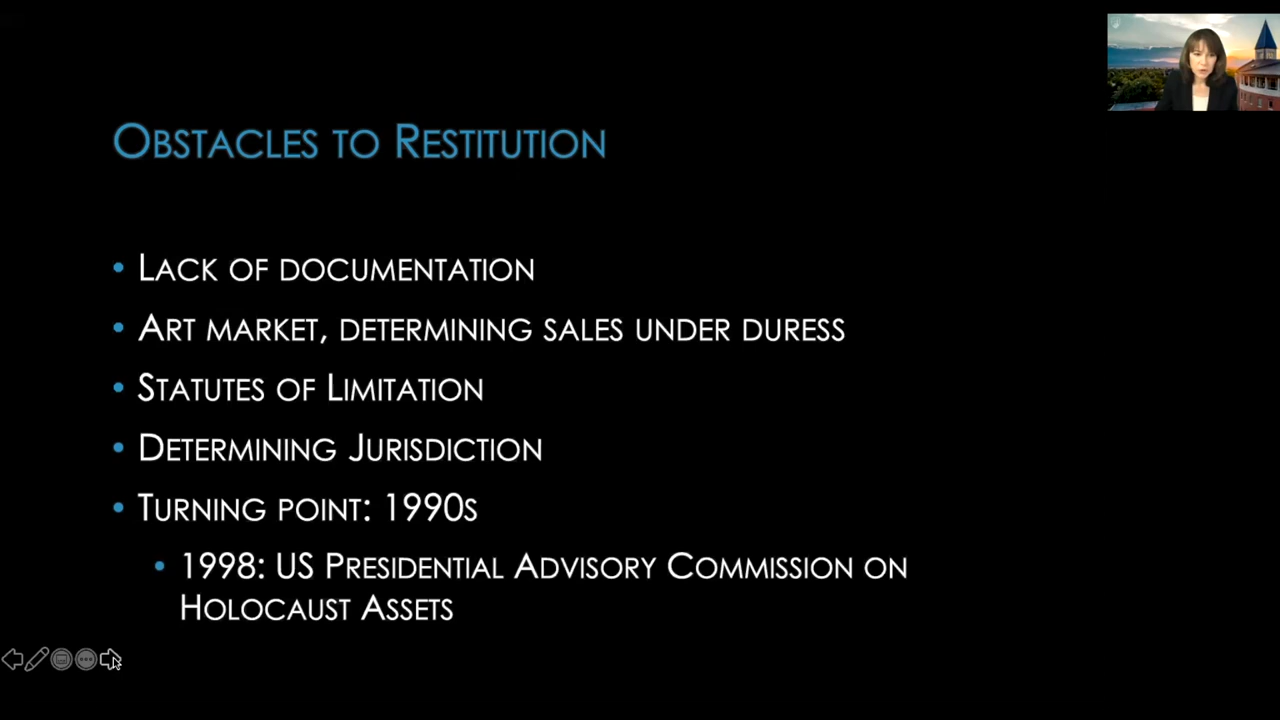 Obstacles to Restitution
• Lack of documentation
• Art market, determining sales under duress
• Statutes of Limitation
• Determining Jurisdiction
• Turning point: 1990s
• 1998: US Presidential Advisory Commission on
Holocaust Assets